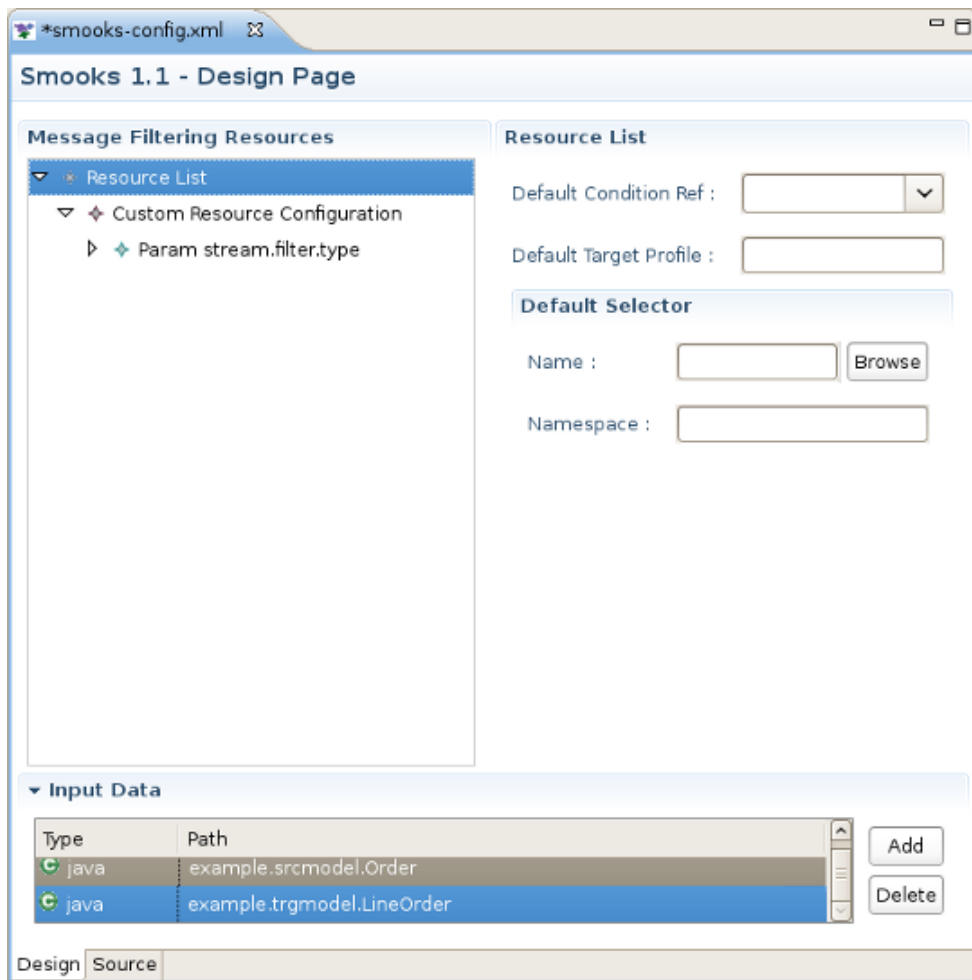 *smooks-config.xml
Smooks 1.1 - Design Page
Message Filtering Resources
Resource List
Custom Resource Configuration
Param stream.filter.type
Resource List
Default Condition Ref :
Default Target Profile :
Default Selector
Name :
Browse
Namespace :
Input Data
Type Path
java example.srcmodel.Order
java example.trgmodel.LineOrder
Add
Delete
Design Source